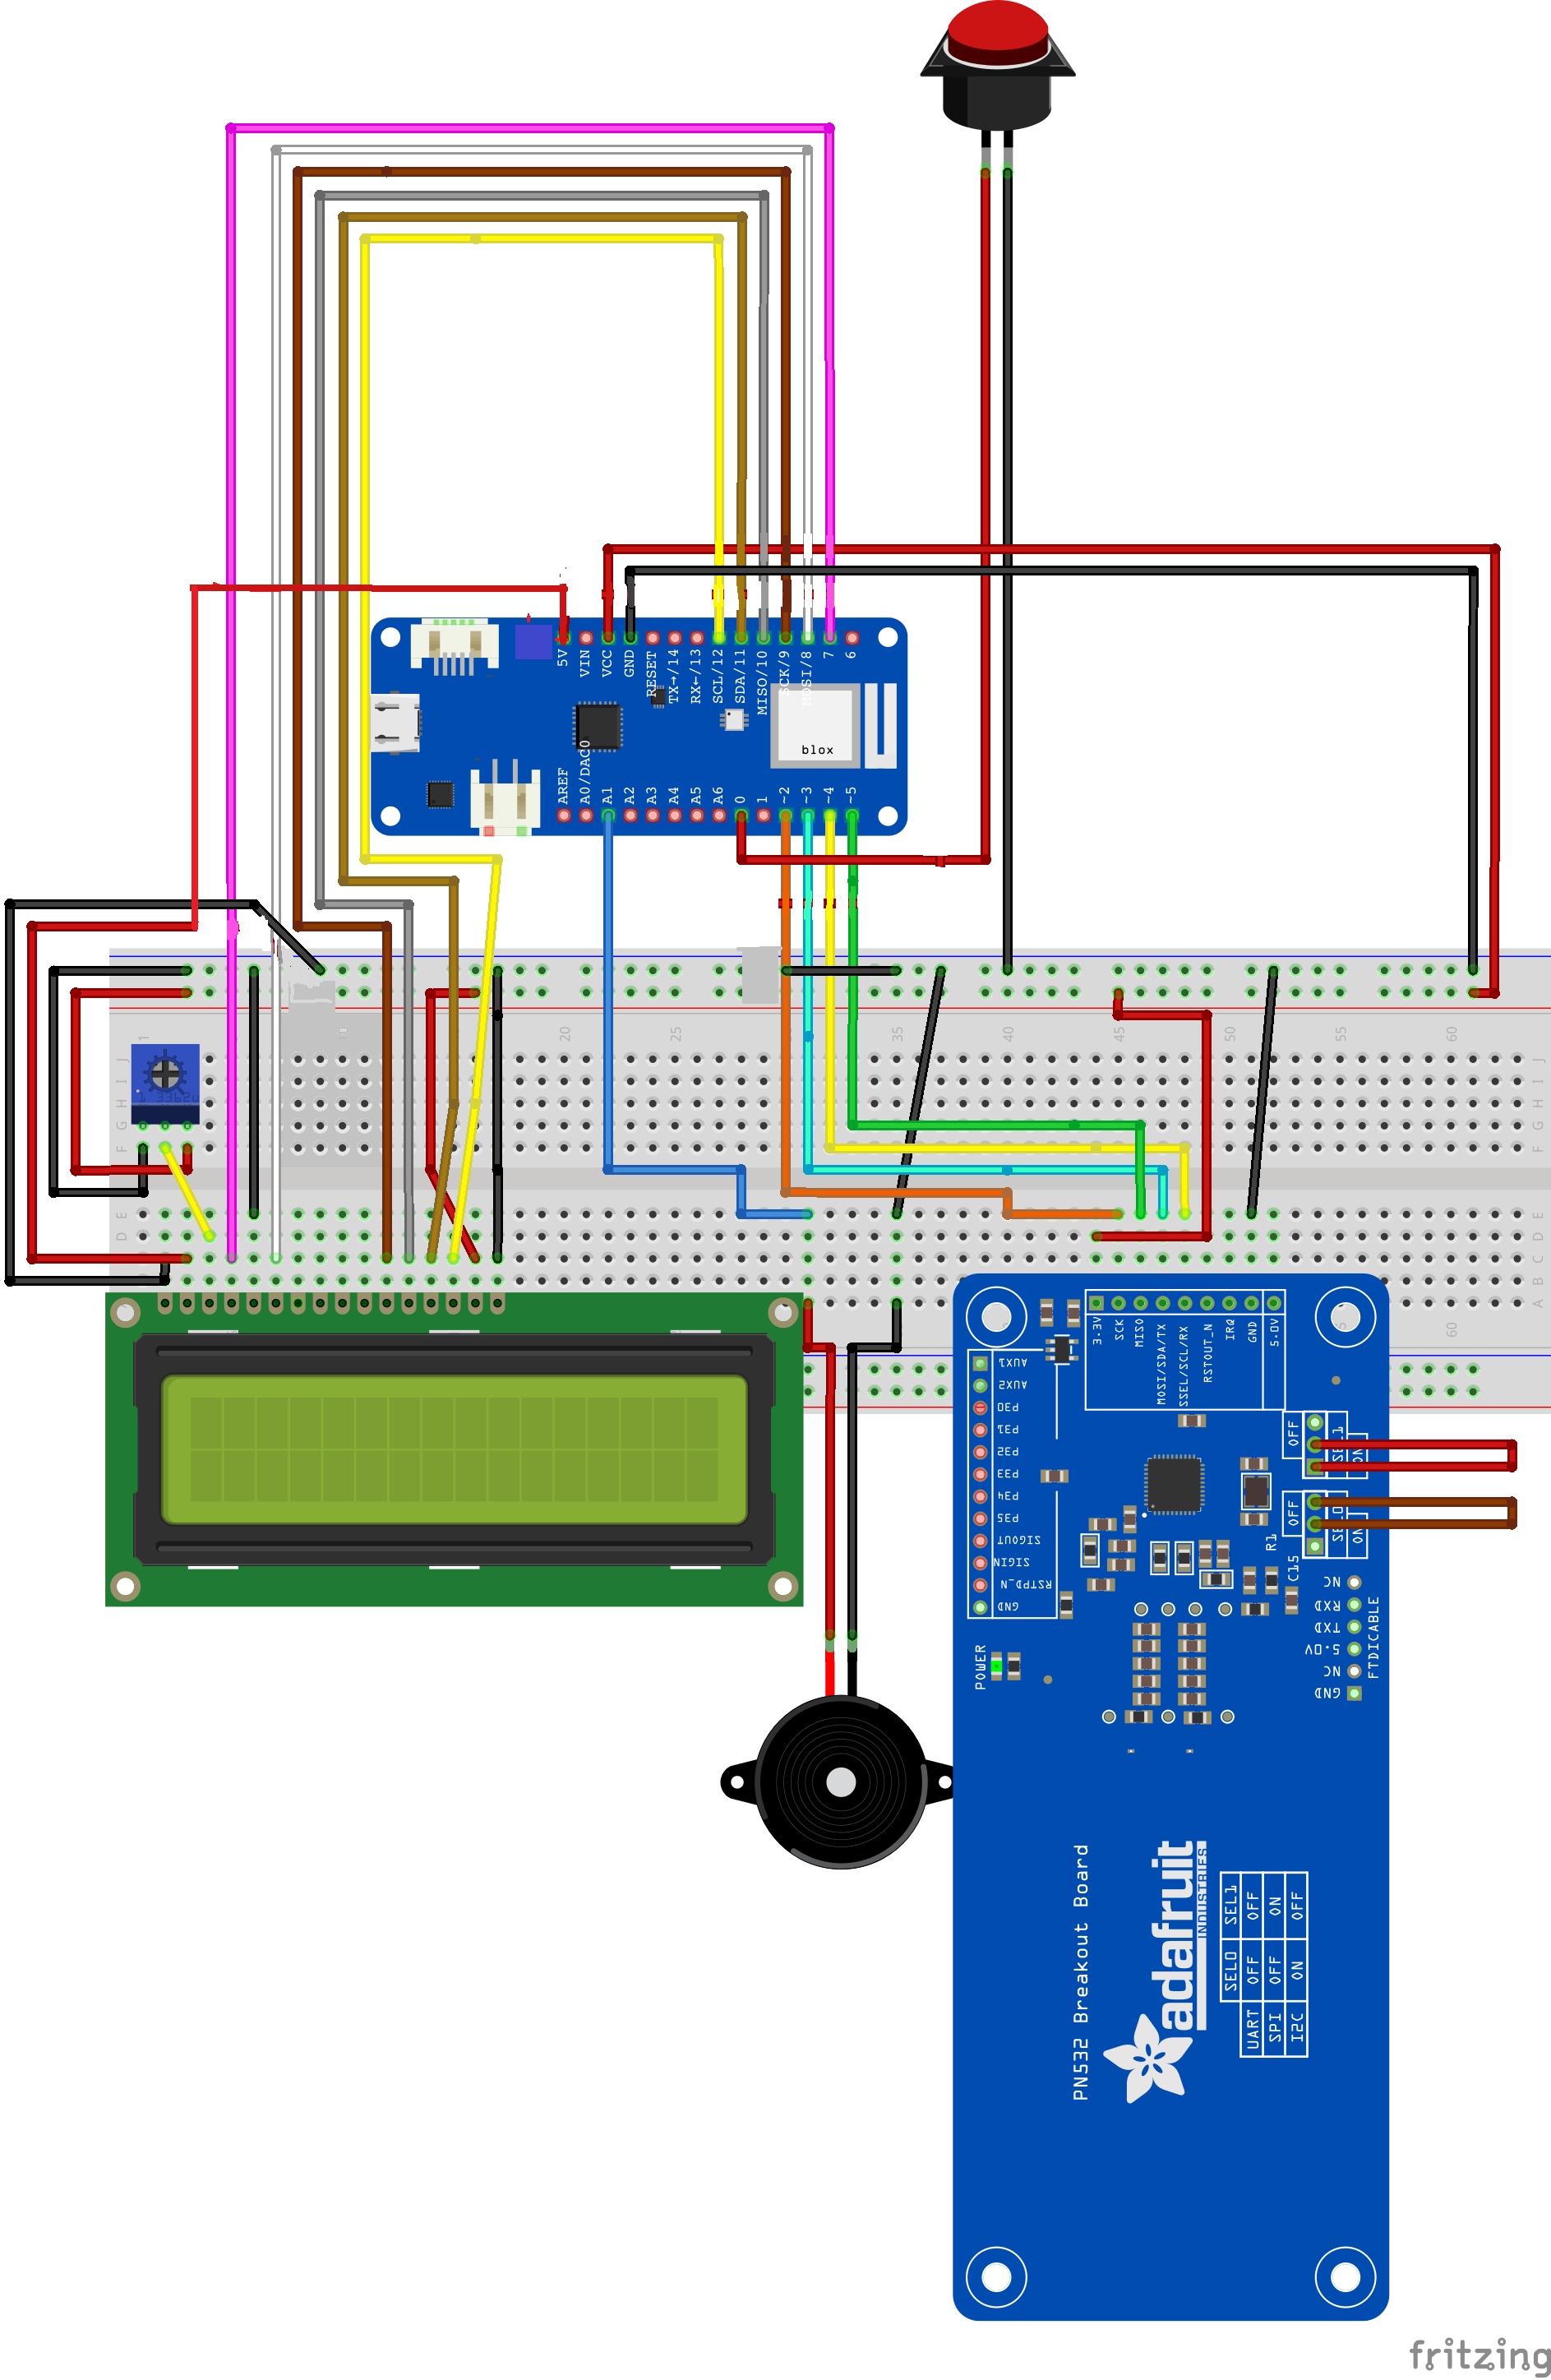 5V
VIN
VCC
GND
RESET
TX→/14
RX←/13
SCL/12
SDA/11
MISO/10
SCK/9
MOSI/8
7
6
blox
AREF
A0/DAC0
A1
A2
A3
A4
A5
A6
0
1
~2
~3
~4
~5
1
10
20
25
35
40
45
50
55
60
J
I
H
G
F
E
D
C
B
A
J
I
H
G
F
E
D
60
3.3V
SCK
MISO
MOSI/SDA/TX
SSEL/SCL/RX
RSTOUT_N
IRQ
GND
5.0V
AUX1
AUX2
P30
P31
P32
P33
P34
P35
SIGOUT
SIGIN
RSTPD_N
GND
OFF
SEL1
ON
OFF
SEL0
ON
R1
C15
NC
RXD
TXD
5.0V
NC
GND
FTDICABLE
POWER
PN532 Breakout Board
adafruit
INDUSTRIES
SEL0 SEL1
UART OFF OFF
SPI OFF ON
I2C ON OFF
fritzing